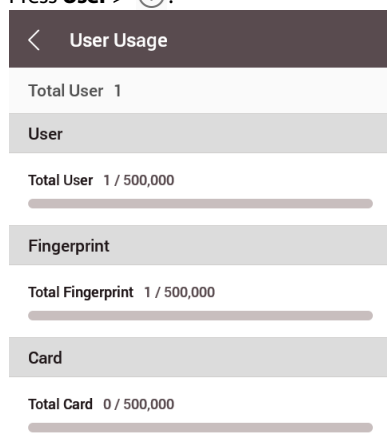 Press User >
User Usage
Total User 1
User
Total User 1 / 500,000
Fingerprint
Total Fingerprint 1 / 500,000
Card
Total Card 0 / 500,000